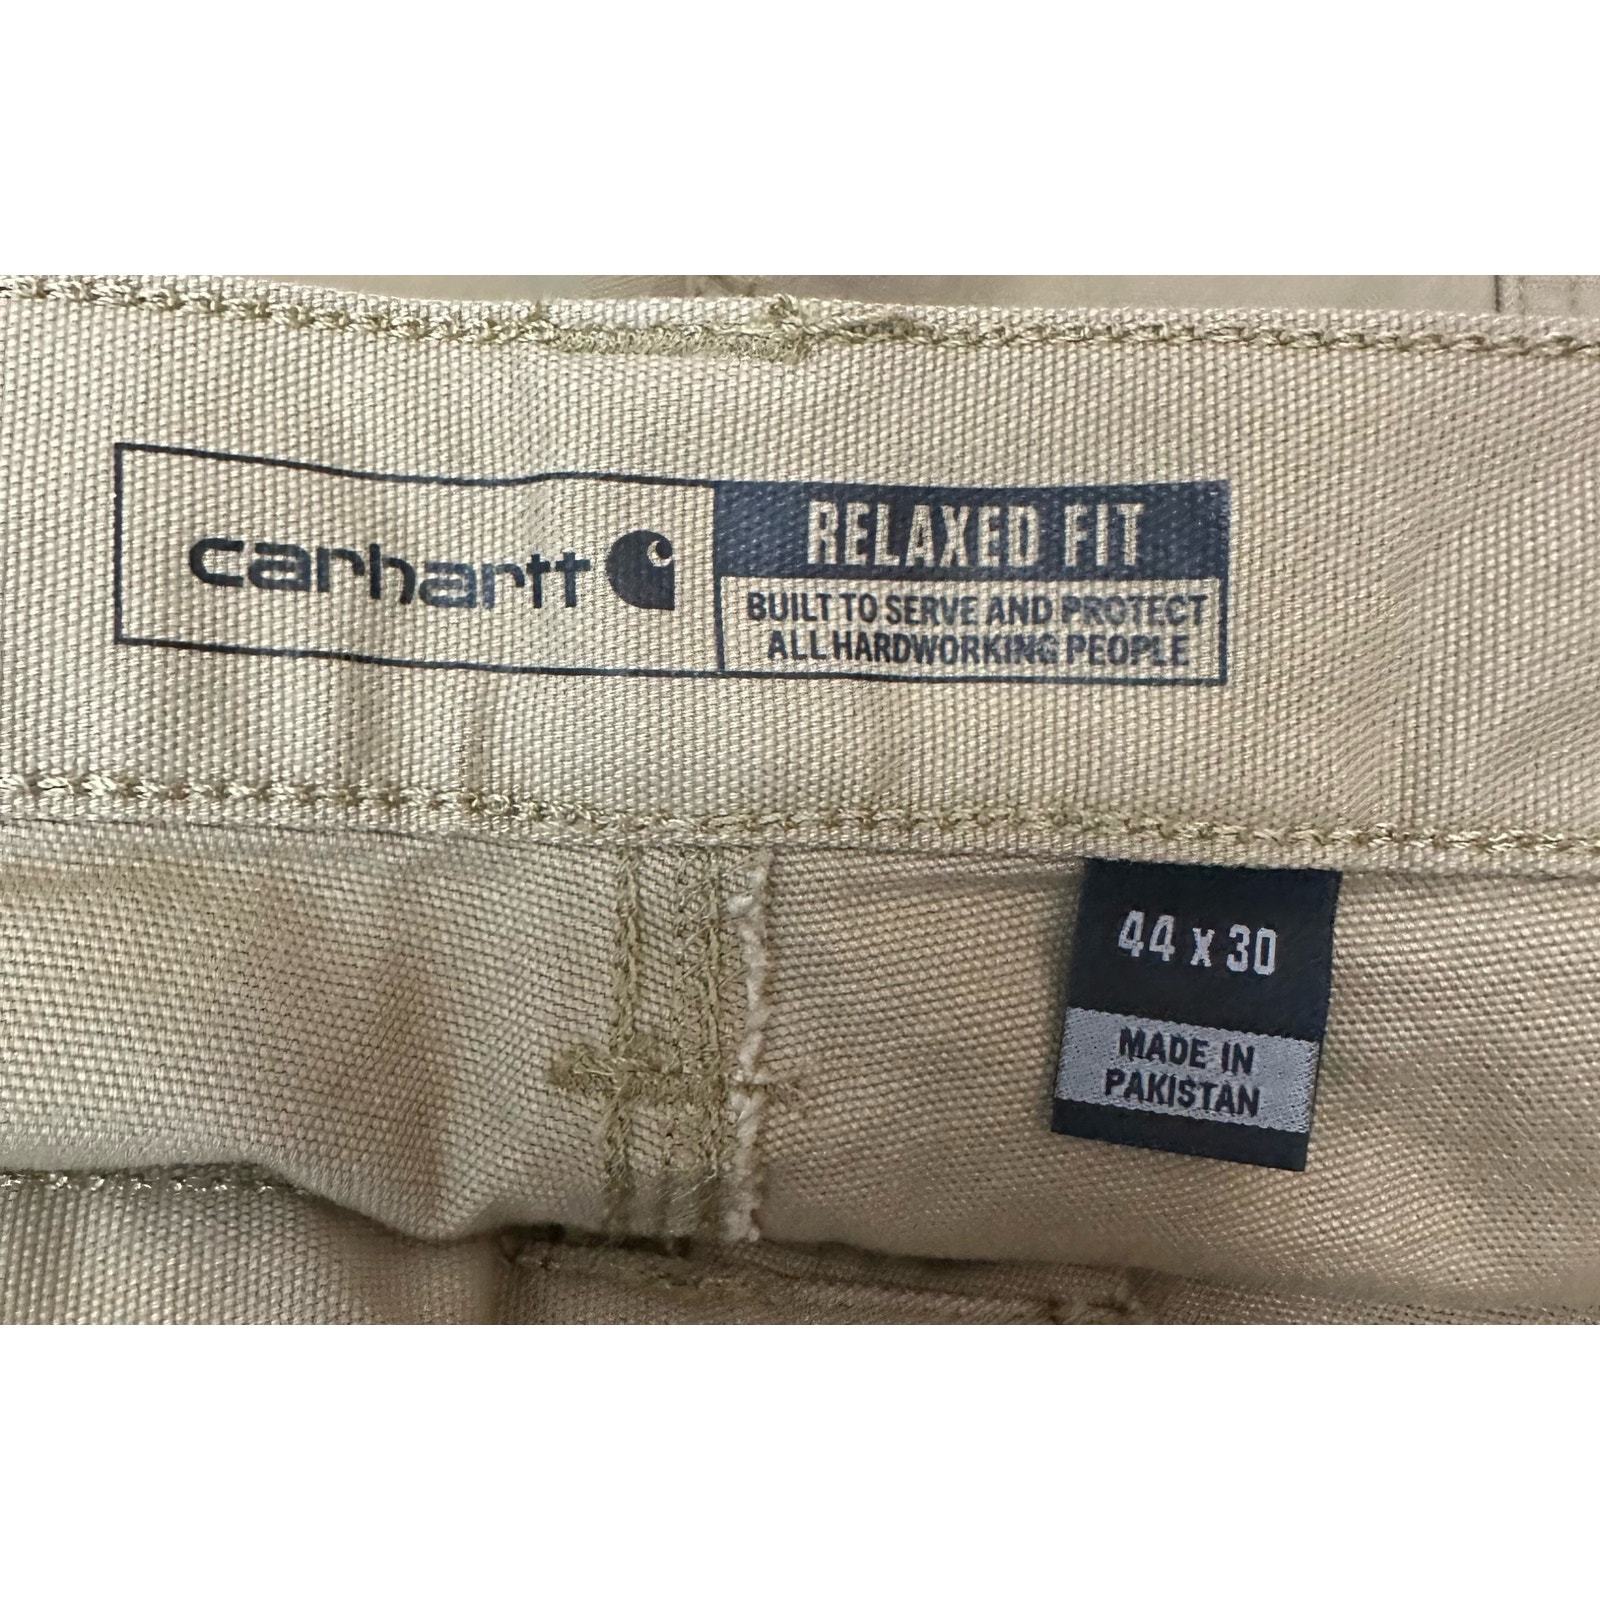 carhartt
RELAXED FIT
BUILT TO SERVE AND PROTECT
ALL HARDWORKING PEOPLE
44 x 30
MADE IN
PAKISTAN